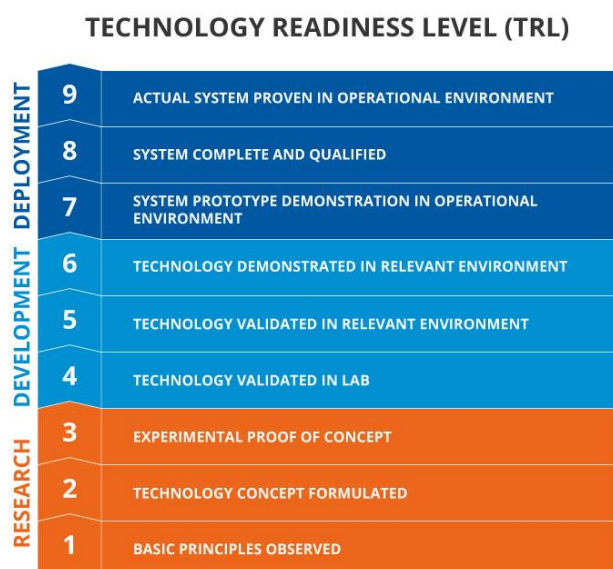 TECHNOLOGY READINESS LEVEL (TRL)
DEPLOYMENT
9
ACTUAL SYSTEM PROVEN IN OPERATIONAL ENVIRONMENT
8
SYSTEM COMPLETE AND QUALIFIED
7
SYSTEM PROTOTYPE DEMONSTRATION IN OPERATIONAL
ENVIRONMENT
DEVELOPMENT
6
TECHNOLOGY DEMONSTRATED IN RELEVANT ENVIRONMENT
5
TECHNOLOGY VALIDATED IN RELEVANT ENVIRONMENT
4
TECHNOLOGY VALIDATED IN LAB
RESEARCH
3
EXPERIMENTAL PROOF OF CONCEPT
2
TECHNOLOGY CONCEPT FORMULATED
1
BASIC PRINCIPLES OBSERVED